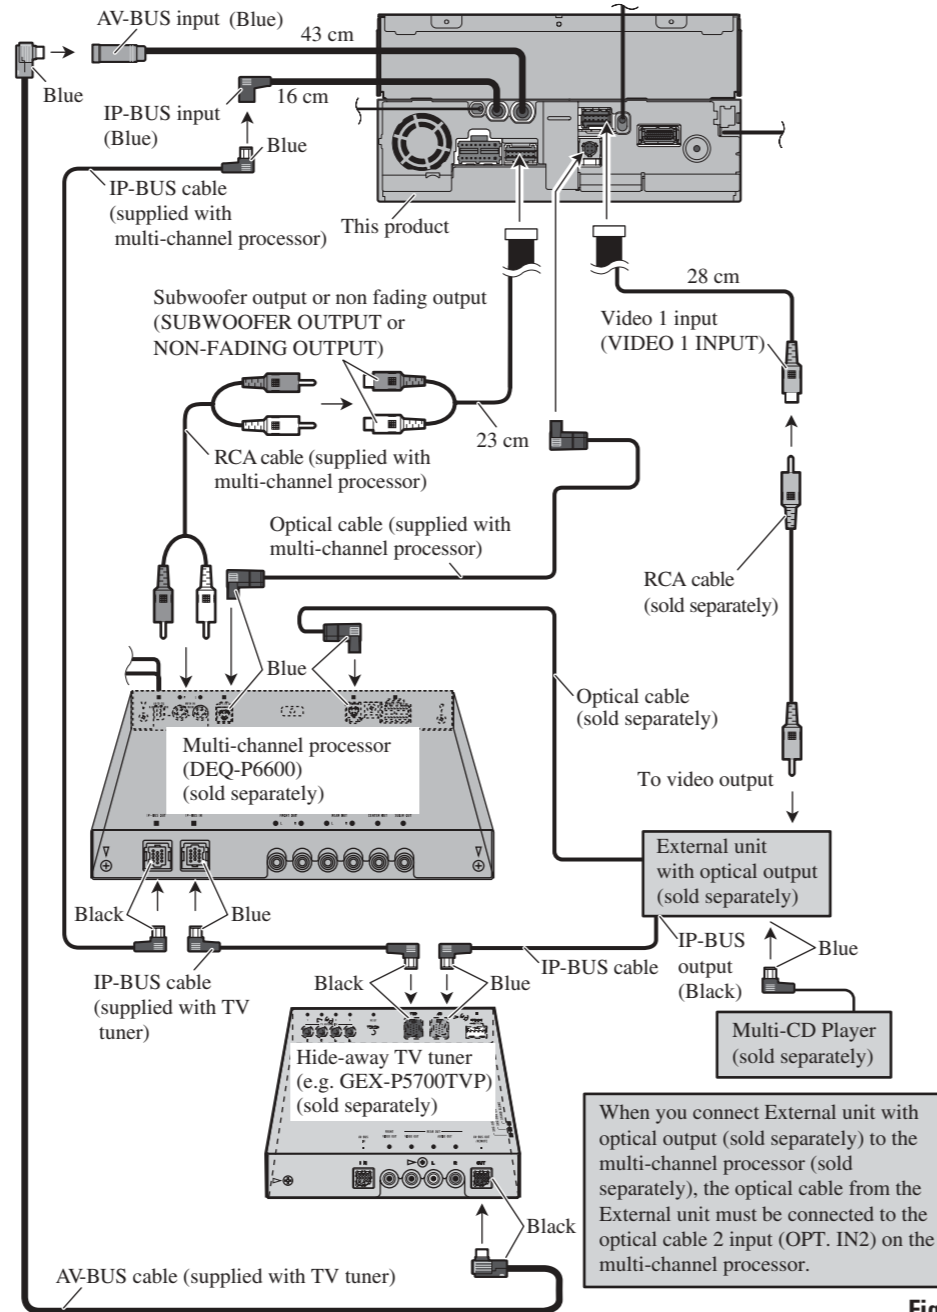 AV-BUS input (Blue)
43 cm
Blue
16 cm
IP-BUS input
(Blue)
Blue
IP-BUS cable
(supplied with
multi-channel processor)
This product
28 cm
Subwoofer output or non fading output
(SUBWOOFER OUTPUT or
NON-FADING OUTPUT)
Video 1 input
(VIDEO 1 INPUT)
23 cm
RCA cable (supplied with
multi-channel processor)
Optical cable (supplied with
multi-channel processor)
RCA cable
(sold separately)
Blue
Optical cable
(sold separately)
Multi-channel processor
(DEQ-P6600)
(sold separately)
To video output
External unit
with optical output
(sold separately)
Black
Blue
IP-BUS cable
(supplied with TV
tuner)
Black
Blue
IP-BUS cable
IP-BUS
output
(Black)
Blue
Multi-CD Player
(sold separately)
Hide-away TV tuner
(e.g. GEX-P5700TVP)
(sold separately)
When you connect External unit with
optical output (sold separately) to the
multi-channel processor (sold
separately), the optical cable from the
External unit must be connected to the
optical cable 2 input (OPT. IN2) on the
multi-channel processor.
Black
AV-BUS cable (supplied with TV tuner)
Fig